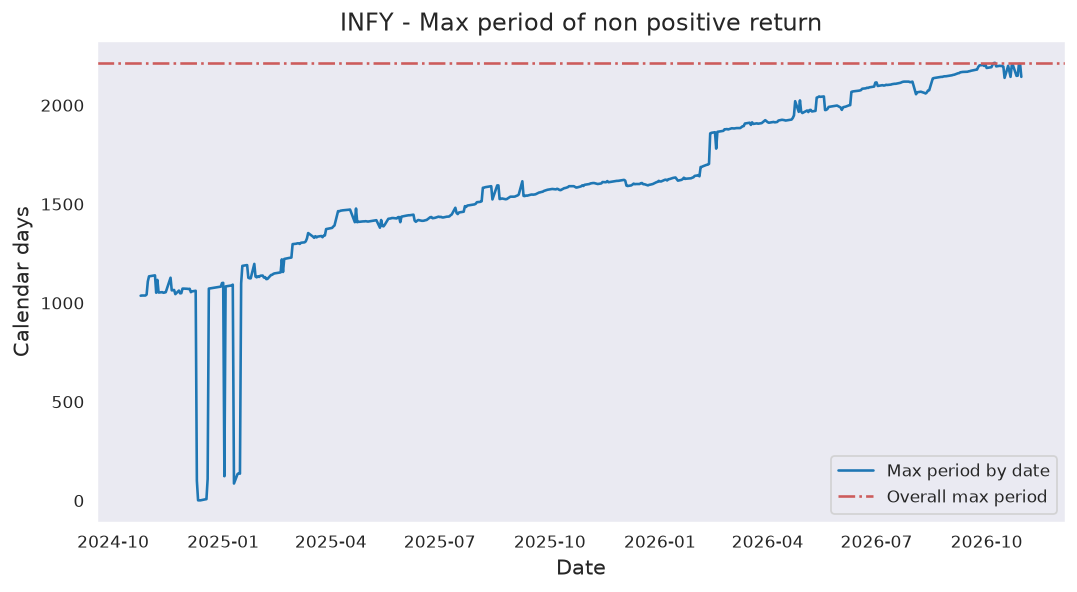 INFY - Max period of non positive return
Calendar days
2000
1500
1000
500
0
2024-10
2025-01
2025-04
2025-07
2025-10
2026-01
2026-04
2026-07
2026-10
Date
Max period by date
Overall max period